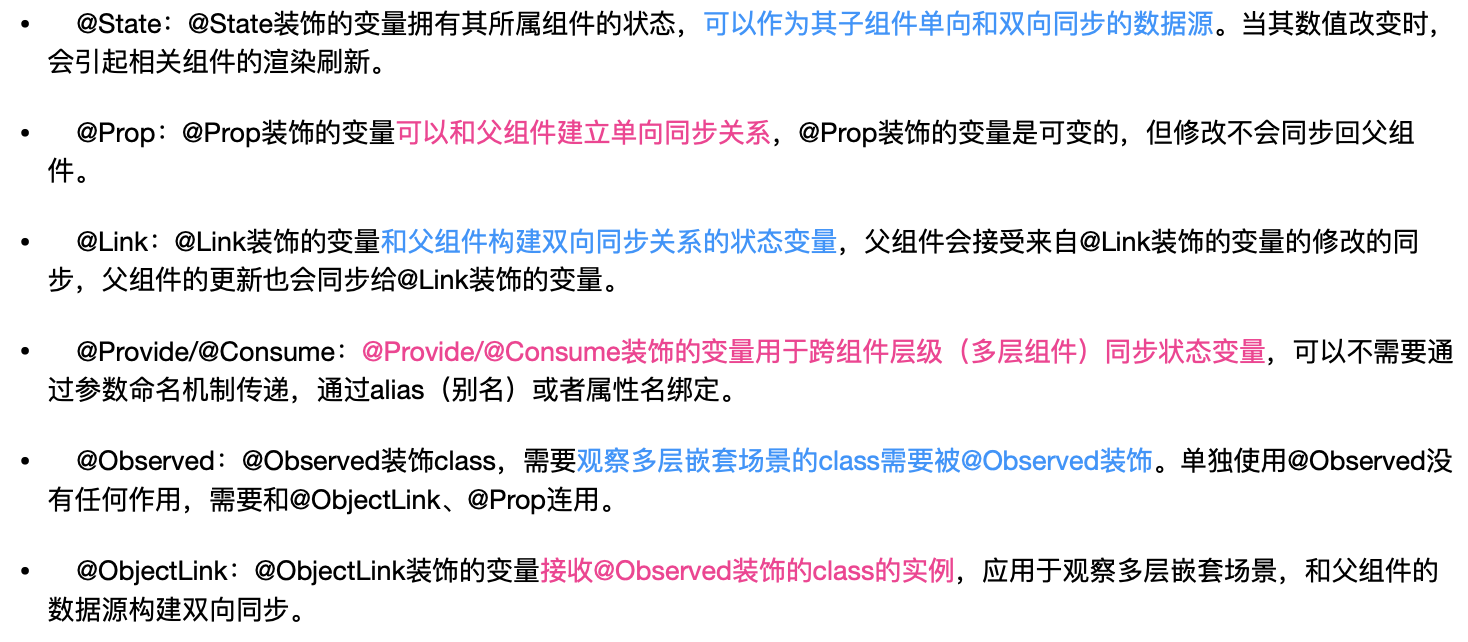 • @State：@State装饰的变量拥有其所属组件的状态，可以作为其子组件单向和双向同步的数据源。当其数值改变时，
会引起相关组件的渲染刷新。
• @Prop：@Prop装饰的变量可以和父组件建立单向同步关系，@Prop装饰的变量是可变的，但修改不会同步回父组
件。
• @Link：@Link装饰的变量和父组件构建双向同步关系的状态变量，父组件会接受来自@Link装饰的变量的修改的同
步，父组件的更新也会同步给@Link装饰的变量。
• @Provide/@Consume：@Provide/@Consume装饰的变量用于跨组件层级（多层组件）同步状态变量，可以不需要通
过参数命名机制传递，通过alias（别名）或者属性名绑定。
• @Observed：@Observed装饰class，需要观察多层嵌套场景的class需要被@Observed装饰。单独使用@Observed没
有任何作用，需要和@ObjectLink、@Prop连用。
• @ObjectLink：@ObjectLink装饰的变量接收@Observed装饰的class的实例，应用于观察多层嵌套场景，和父组件的
数据源构建双向同步。